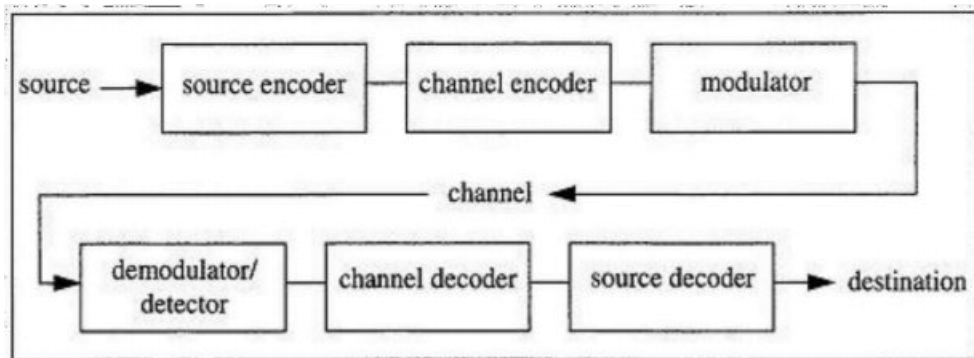 source
source encoder
channel encoder
modulator
channel
demodulator/
detector
channel decoder
source decoder
destination